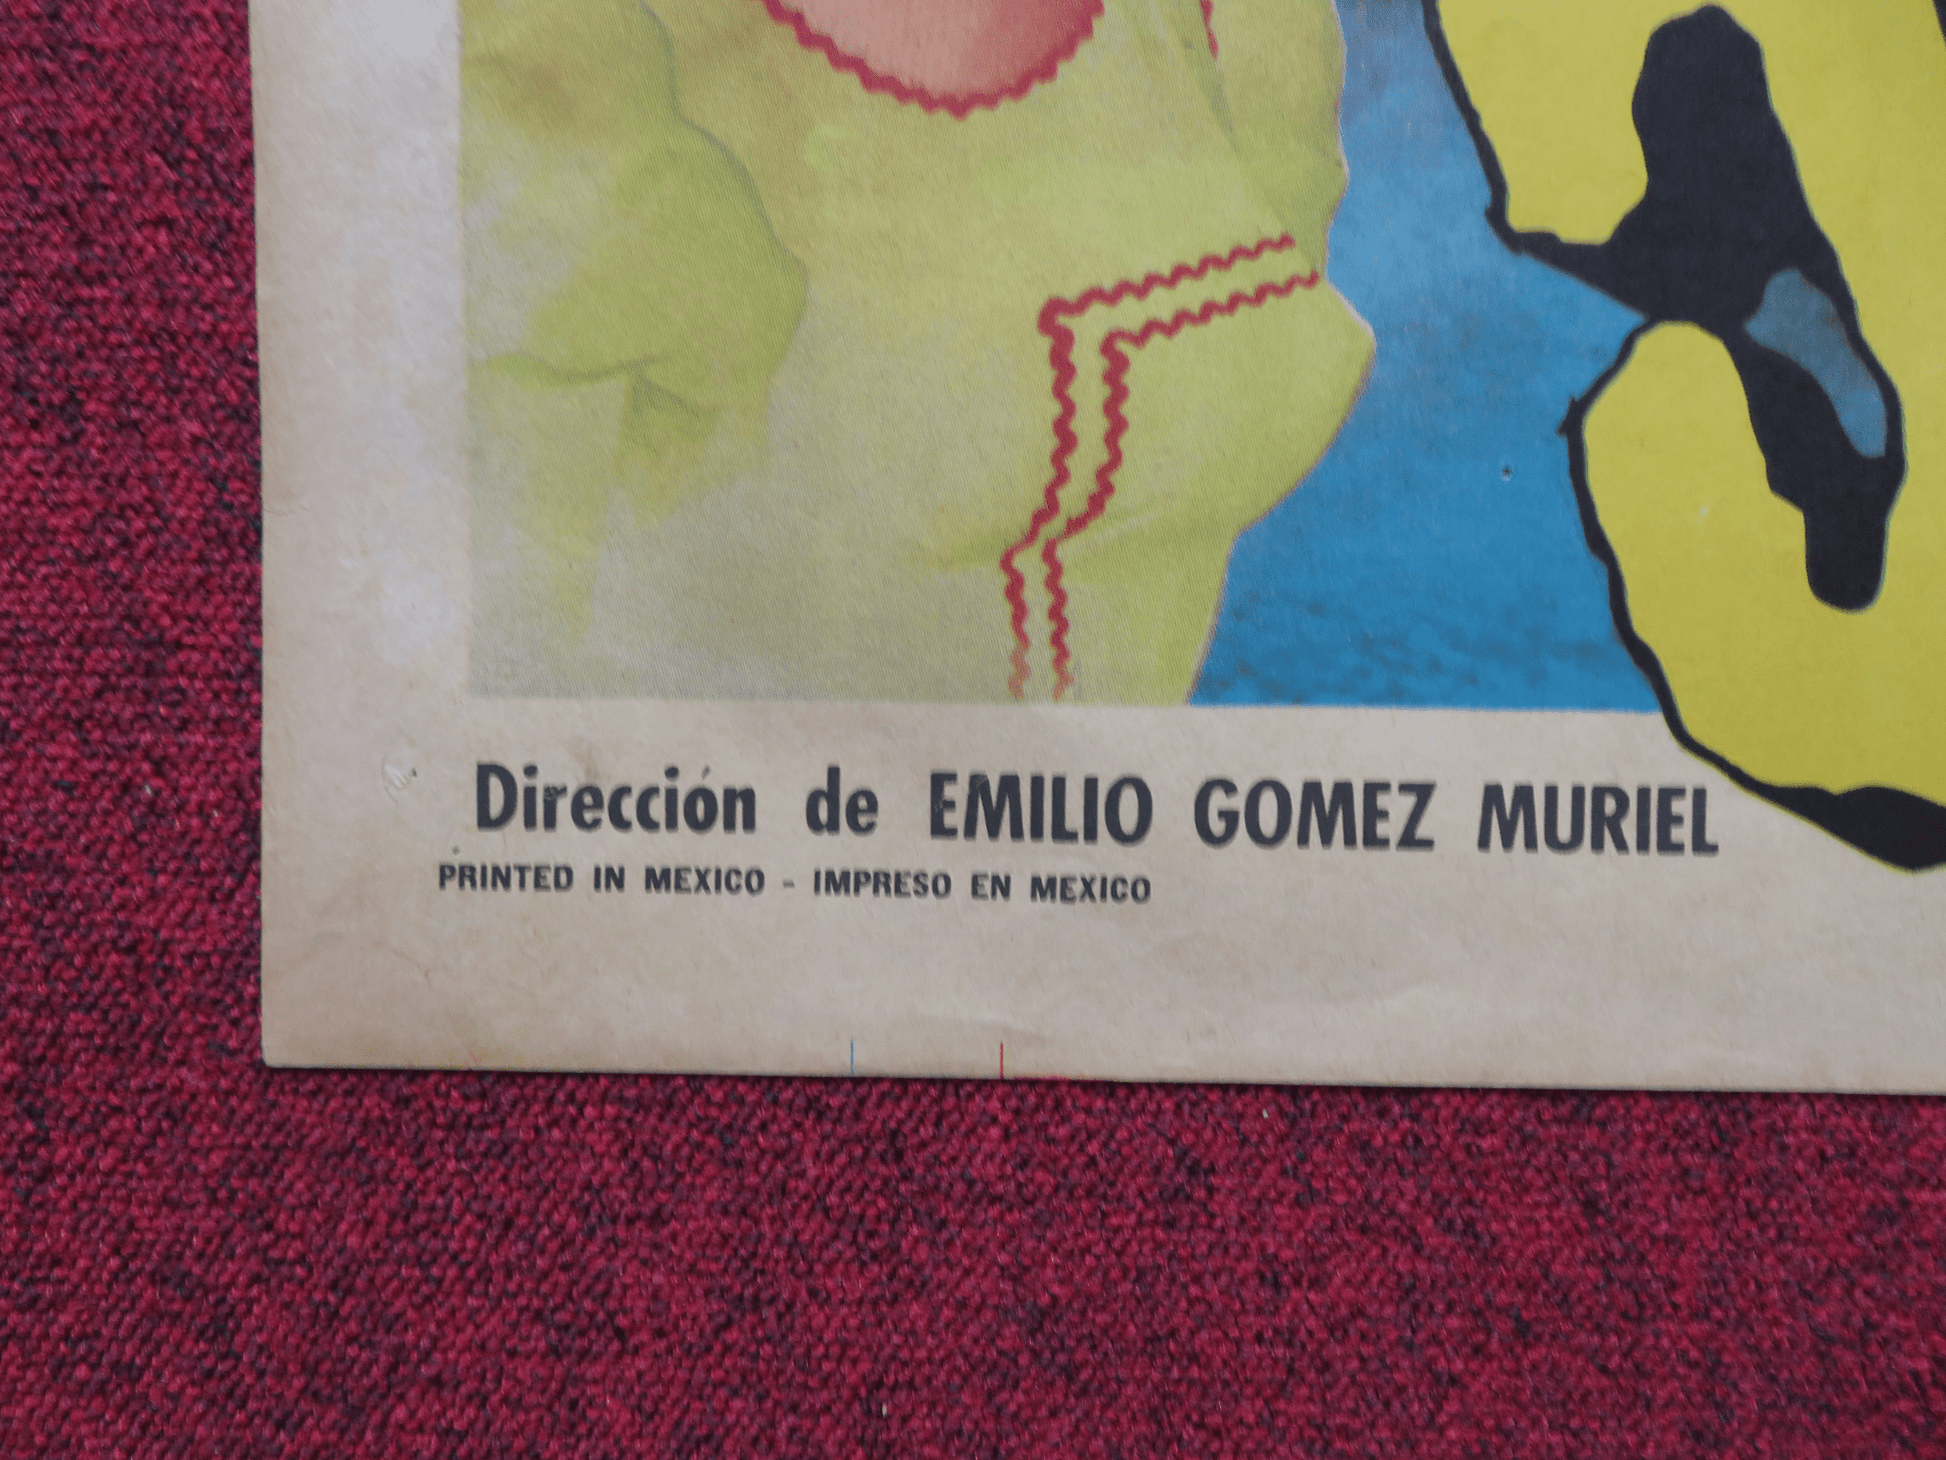 Dirección de EMILIO GOMEZ MURIEL
PRINTED IN MEXICO - IMPRESO EN MEXICO